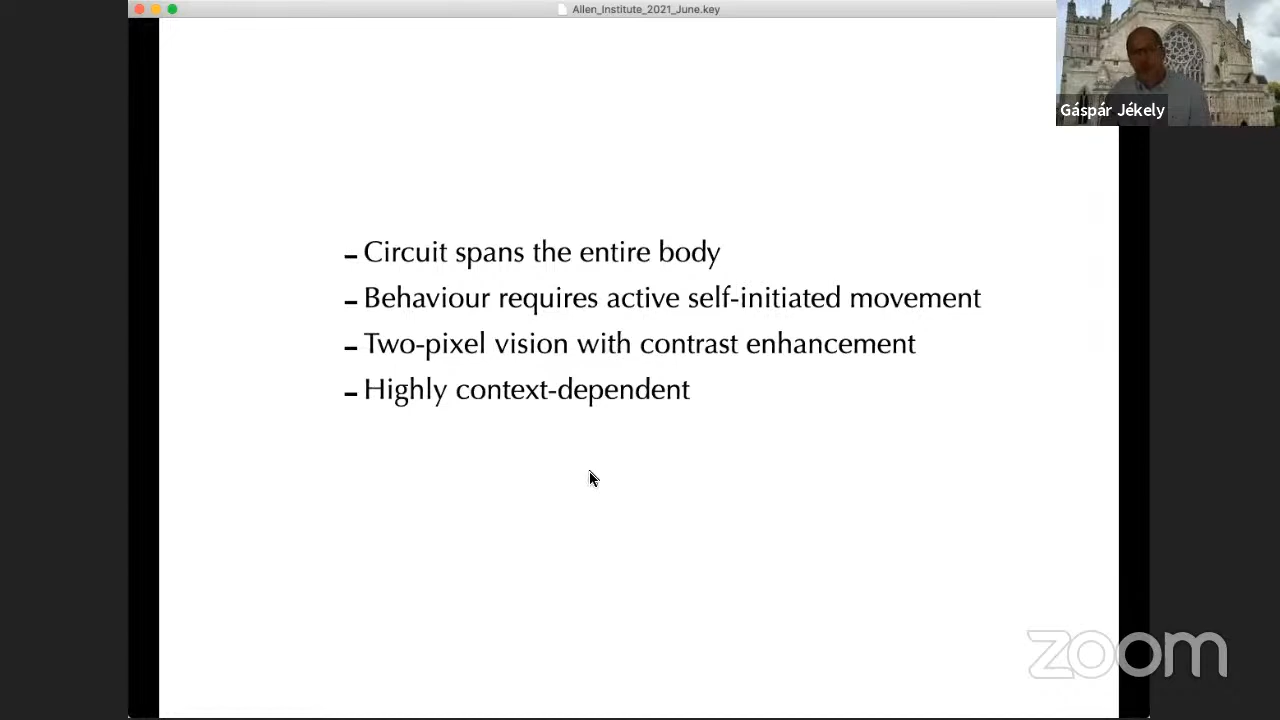 Allen_Institute_2021_June.key
Gáspár Jékely
– Circuit spans the entire body
– Behaviour requires active self-initiated movement
– Two-pixel vision with contrast enhancement
– Highly context-dependent
zoom